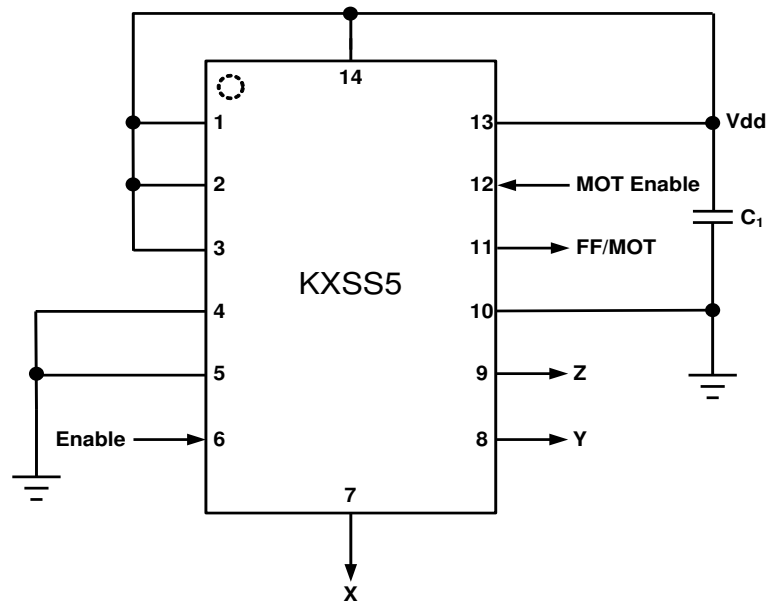 14
1 13 Vdd
2 12 MOT Enable
C1
3 11 FF/MOT
KXSS5
4 10
5 9 Z
Enable 6 8 Y
7
X